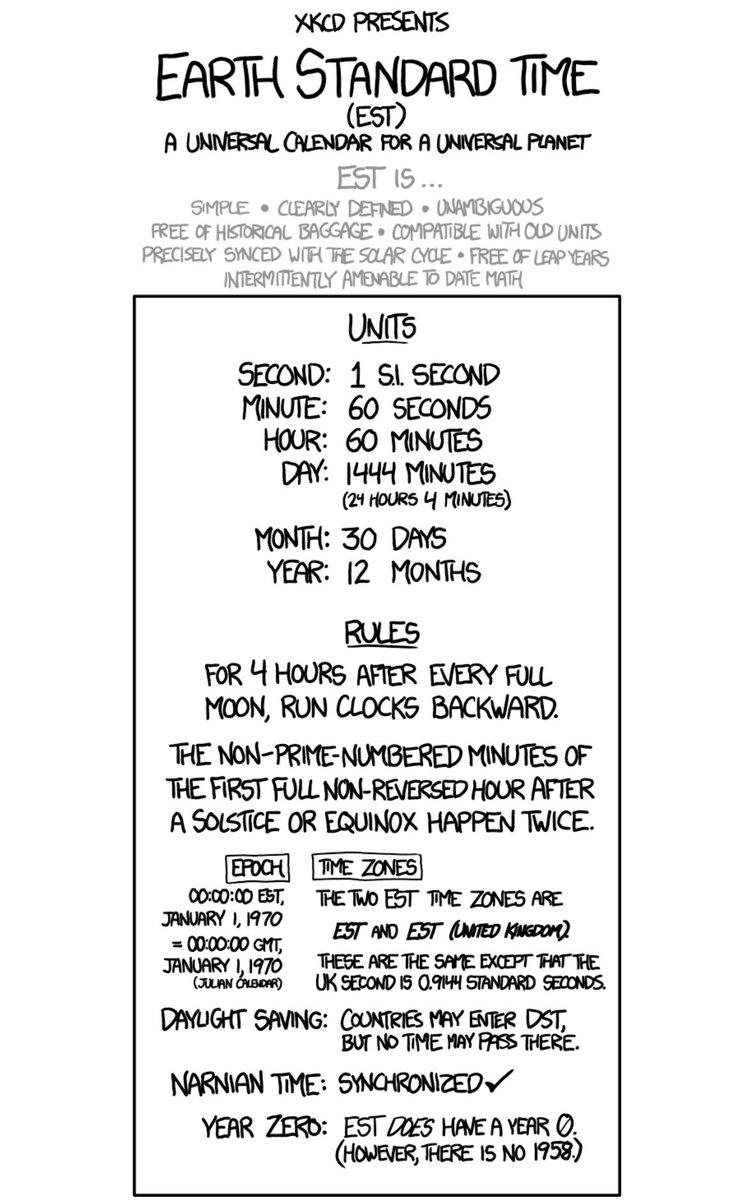 XKCD PRESENTS
EARTH STANDARD TIME
(EST)
A UNIVERSAL CALENDAR FOR A UNIVERSAL PLANET
EST IS...
SIMPLE • CLEARLY DEFINED • UNAMBIGUOUS
FREE OF HISTORICAL BAGGAGE • COMPATIBLE WITH OLD UNITS
PRECISELY SYNCED WITH THE SOLAR CYCLE • FREE OF LEAP YEARS
INTERMITTENTLY AMENABLE TO DATE MATH
UNITS
SECOND: 1 S.I. SECOND
MINUTE: 60 SECONDS
HOUR: 60 MINUTES
DAY: 1444 MINUTES
(24 HOURS 4 MINUTES)
MONTH: 30 DAYS
YEAR: 12 MONTHS
RULES
FOR 4 HOURS AFTER EVERY FULL
MOON, RUN CLOCKS BACKWARD.
THE NON-PRIME-NUMBERED MINUTES OF
THE FIRST FULL NON-REVERSED HOUR AFTER
A SOLSTICE OR EQUINOX HAPPEN TWICE.
EPOCH
00:00:00 EST,
JANUARY 1, 1970
= 00:00:00 GMT,
JANUARY 1, 1970
(JULIAN CALENDAR)
TIME ZONES
THE TWO EST TIME ZONES ARE
EST AND EST (UNITED KINGDOM).
THESE ARE THE SAME EXCEPT THAT THE
UK SECOND IS 0.9144 STANDARD SECONDS.
DAYLIGHT SAVING: COUNTRIES MAY ENTER DST,
BUT NO TIME MAY PASS THERE.
NARNIAN TIME: SYNCHRONIZED✓
YEAR ZERO: EST DOES HAVE A YEAR 0.
(HOWEVER, THERE IS NO 1958.)